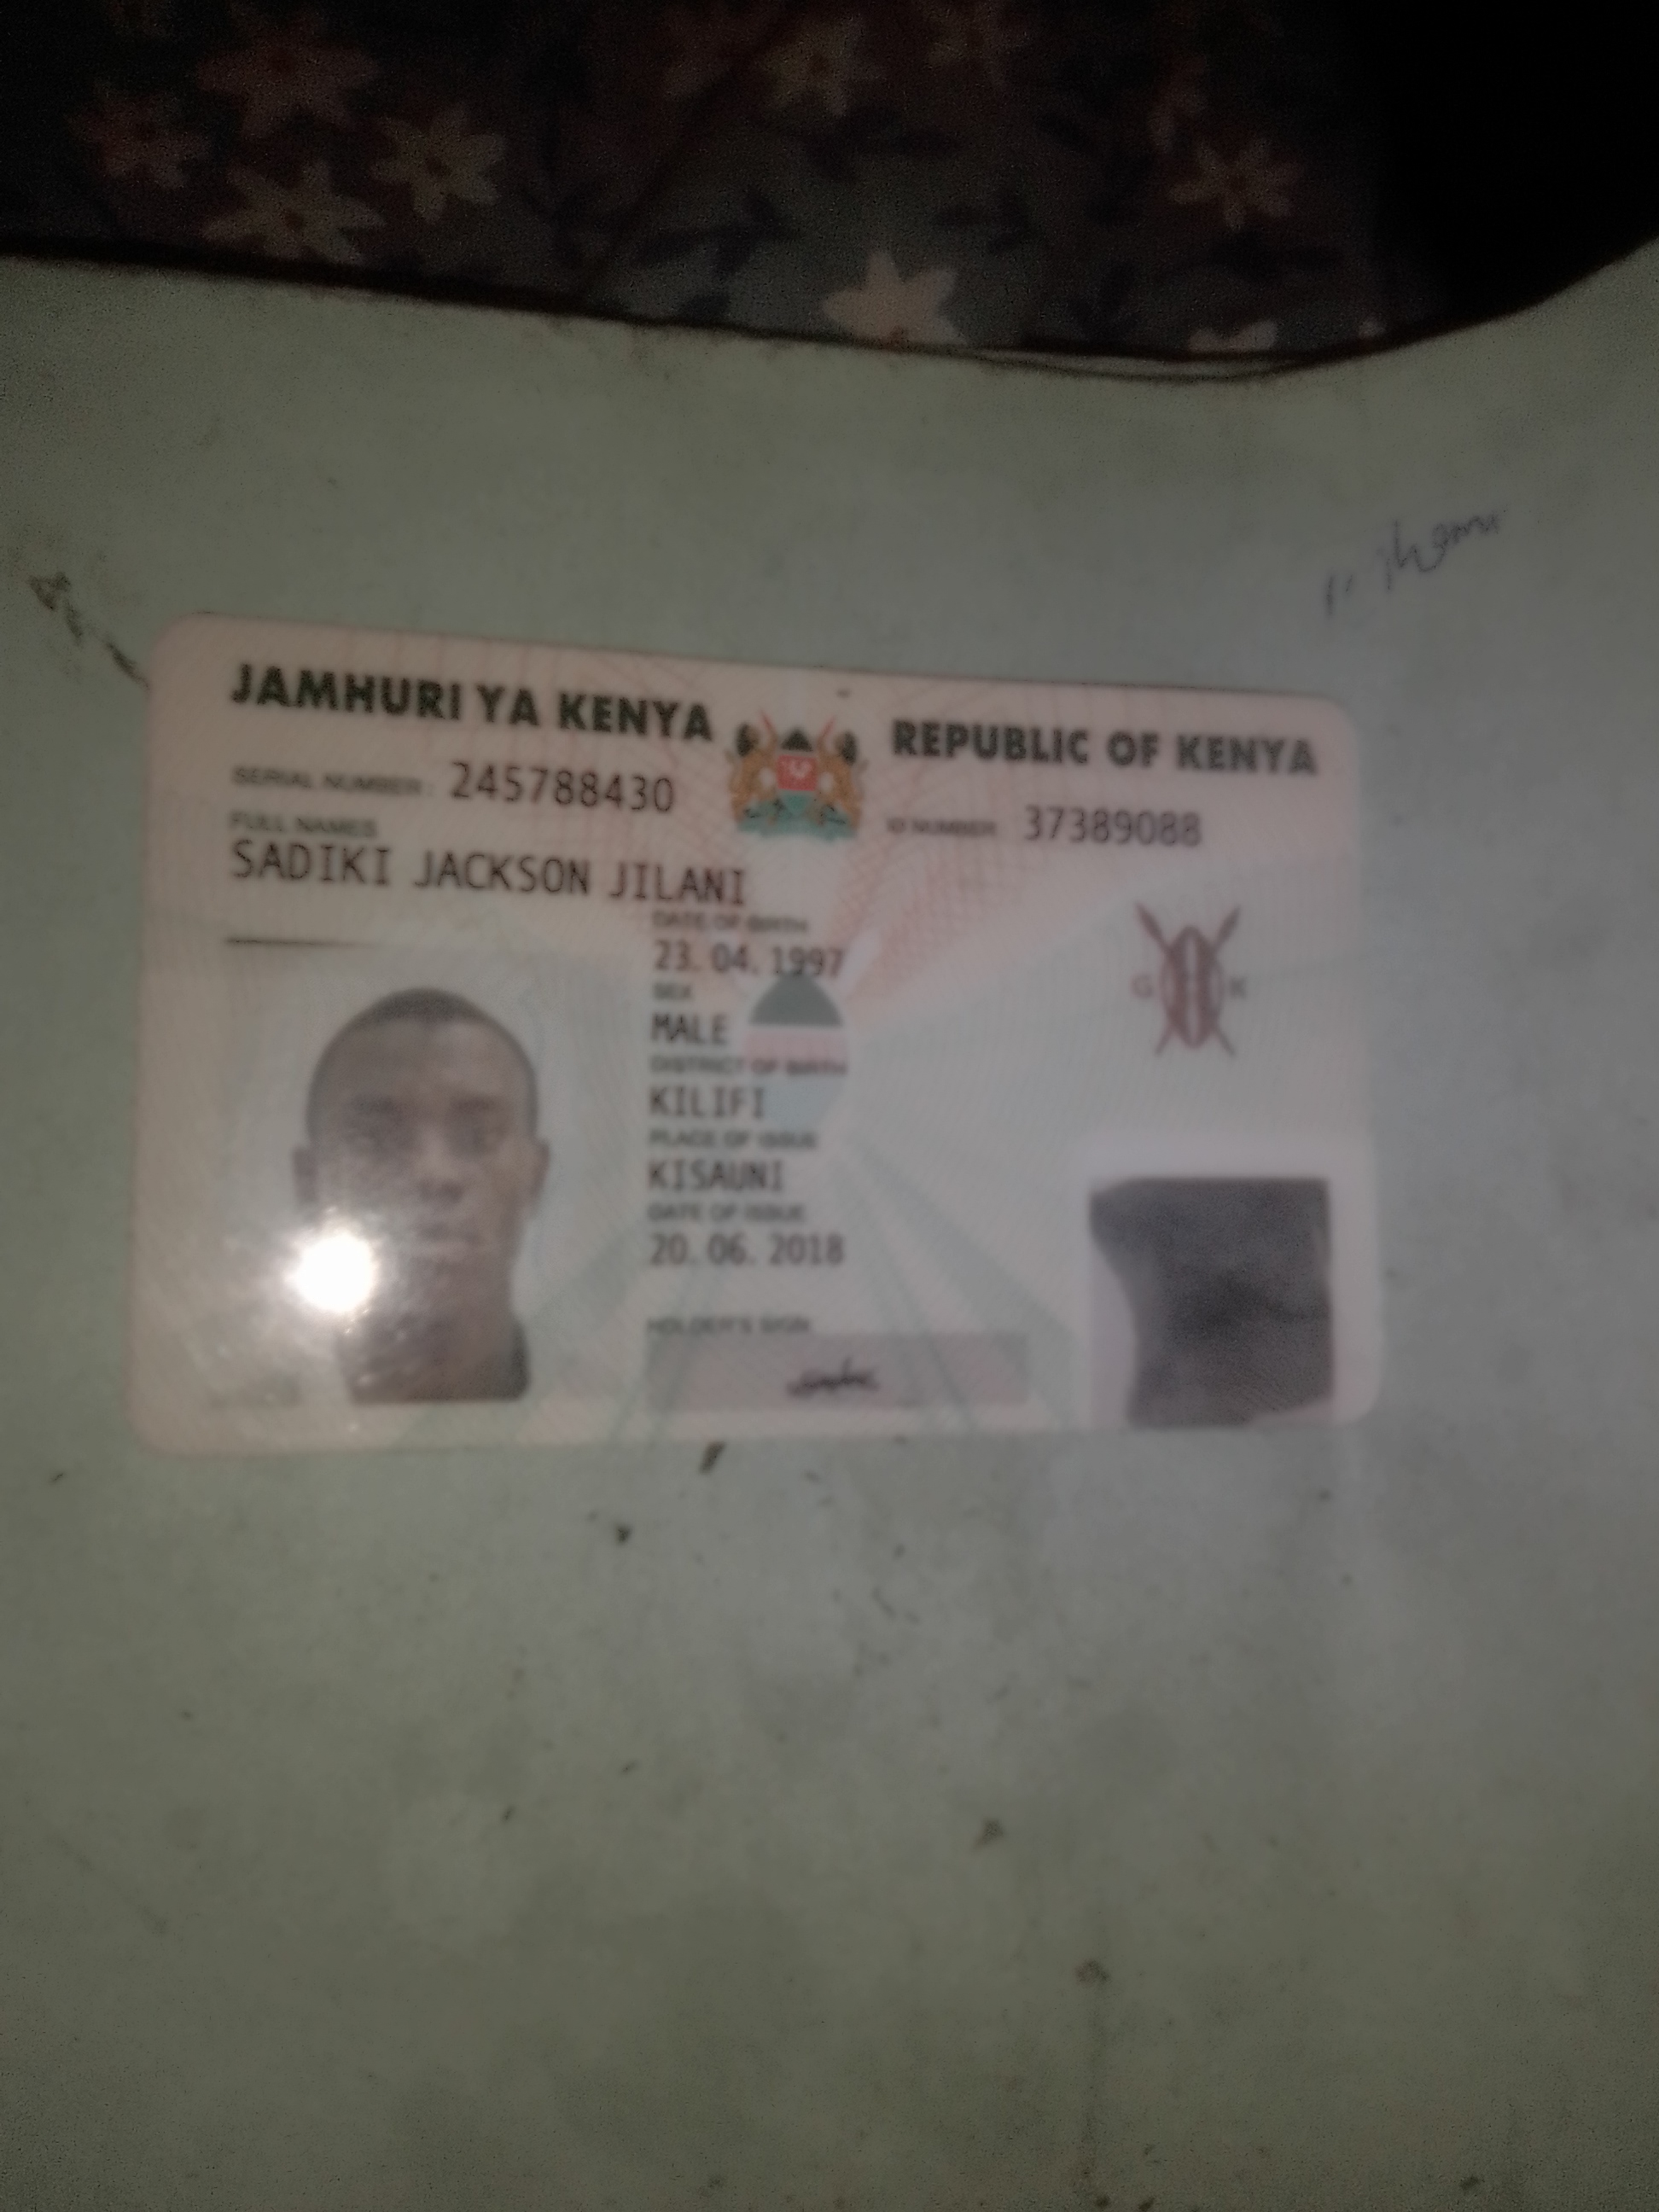 JAMHURI YA KENYA
REPUBLIC OF KENYA
SERIAL NUMBER: 245788430
ID NUMBER 37389088
FULL NAMES
SADIKI JACKSON JILANI
DATE OF BIRTH
23. 04. 1997
SEX
MALE
DISTRICT OF BIRTH
KILIFI
PLACE OF ISSUE
KISAUNI
DATE OF ISSUE
20. 06. 2018
HOLDER'S SIGN
G K